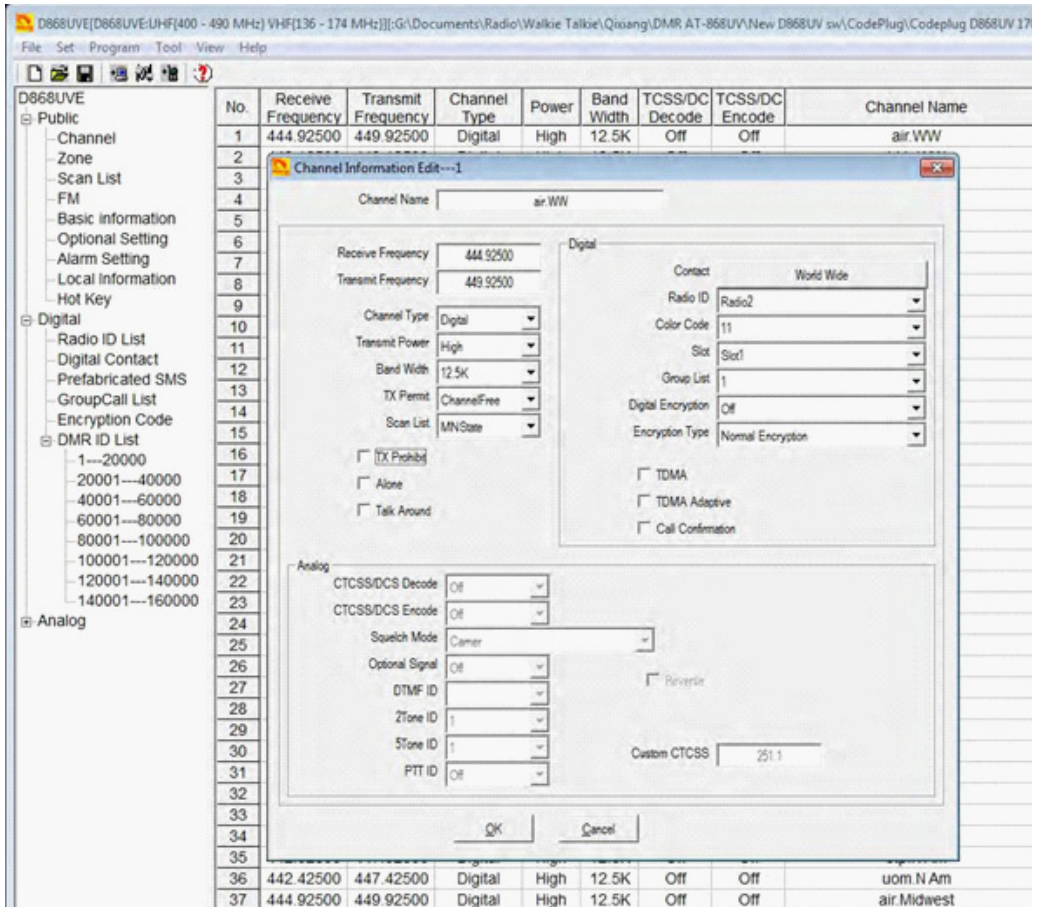 D868UVE[D868UVE:UHF{400 - 490 MHz} VHF{136 - 174 MHz}][:G:\Documents\Radio\Walkie Talkie\Qixiang\DMR AT-868UV\New D868UV sw\CodePlug\Codeplug D868UV
File Set Program Tool View Help
D868UVE
Public
Channel
Zone
Scan List
FM
Basic information
Optional Setting
Alarm Setting
Local Information
Hot Key
Digital
Radio ID List
Digital Contact
Prefabricated SMS
GroupCall List
Encryption Code
DMR ID List
1---20000
20001---40000
40001---60000
60001---80000
80001---100000
100001---120000
120001---140000
140001---160000
Analog
No. Receive Frequency Transmit Frequency Channel Type Power Band Width TCSS/DC Decode TCSS/DC Encode Channel Name
1 444.92500 449.92500 Digital High 12.5K Off Off air.WW
2
3
4
5
6
7
8
9
10
11
12
13
14
15
16
17
18
19
20
21
22
23
24
25
26
27
28
29
30
31
32
33
34
35
36 442.42500 447.42500 Digital High 12.5K Off Off uom.N Am
37 444.92500 449.92500 Digital High 12.5K Off Off air.Midwest
Channel Information Edit---1
Channel Name air.WW
Receive Frequency 444.92500
Transmit Frequency 449.92500
Channel Type Digital
Transmit Power High
Band Width 12.5K
TX Permit ChannelFree
Scan List MNState
TX Prohibit
Alone
Talk Around
Digital
Contact World Wide
Radio ID Radio2
Color Code 11
Slot Slot1
Group List 1
Digital Encryption Off
Encryption Type Normal Encryption
TDMA
TDMA Adaptive
Call Confirmation
Analog
CTCSS/DCS Decode Off
CTCSS/DCS Encode Off
Squelch Mode Carrier
Optional Signal Off
Reverse
DTMF ID
2Tone ID 1
5Tone ID 1
Custom CTCSS 251.1
PTT ID Off
OK Cancel